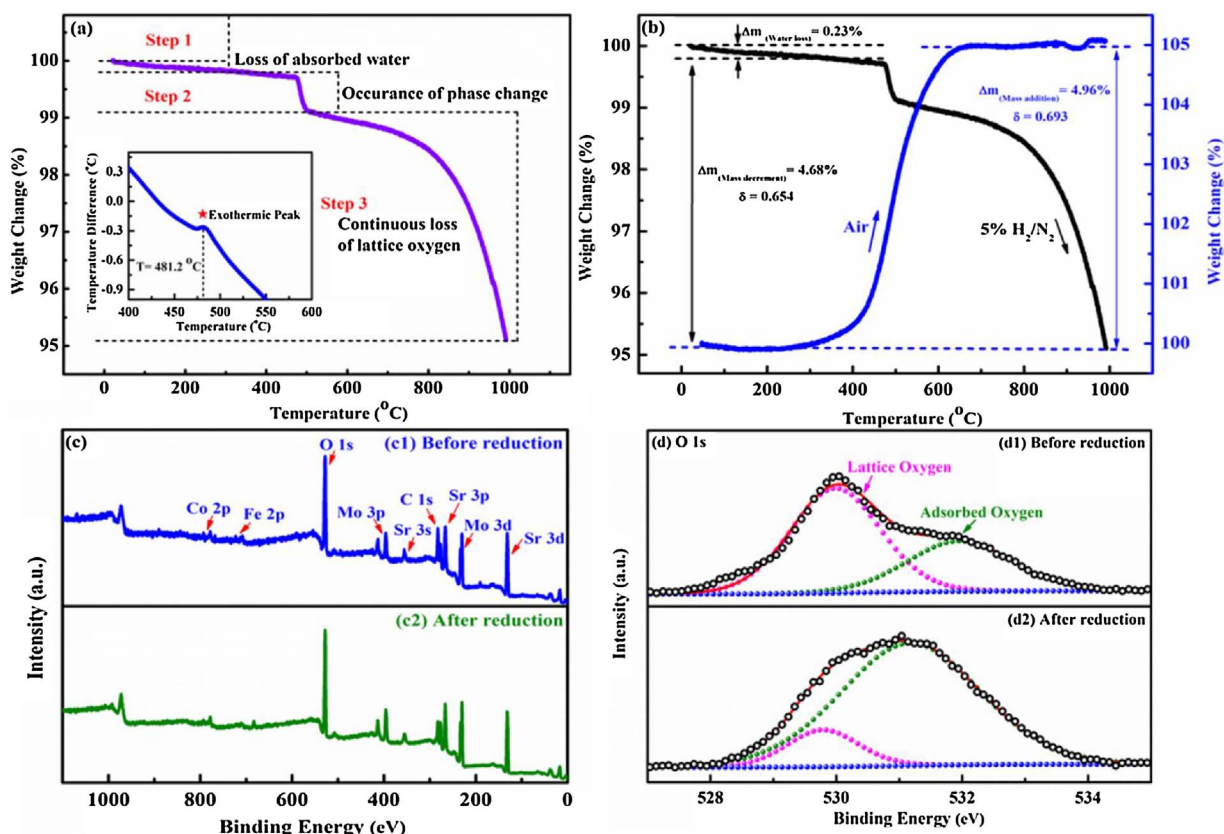 (a)
Step 1
Loss of absorbed water
Step 2
Occurance of phase change
Step 3
Continuous loss
of lattice oxygen
Weight Change (%)
100
99
98
97
96
95
0 200 400 600 800 1000
Temperature (°C)
Temperature Difference (°C)
0.3
0.0
-0.3
-0.6
-0.9
★Exothermic Peak
T= 481.2 °C
400 450 500 550 600
Temperature (°C)
(b)
Δm (Water loss) = 0.23%
Δm (Mass decrement) = 4.68%
δ = 0.654
Air
5% H2/N2
Δm (Mass addition) = 4.96%
δ = 0.693
Weight Change (%)
100
99
98
97
96
95
0 200 400 600 800 1000
Temperature (°C)
105
104
103
102
101
100
Weight Change (%)
(c)
(c1) Before reduction
O 1s
Co 2p
Fe 2p
Mo 3p
Sr 3s
C 1s
Sr 3p
Mo 3d
Sr 3d
(c2) After reduction
Intensity (a.u.)
1000 800 600 400 200 0
Binding Energy (eV)
(d) O 1s
(d1) Before reduction
Lattice Oxygen
Adsorbed Oxygen
(d2) After reduction
Intensity (a.u.)
528 530 532 534
Binding Energy (eV)